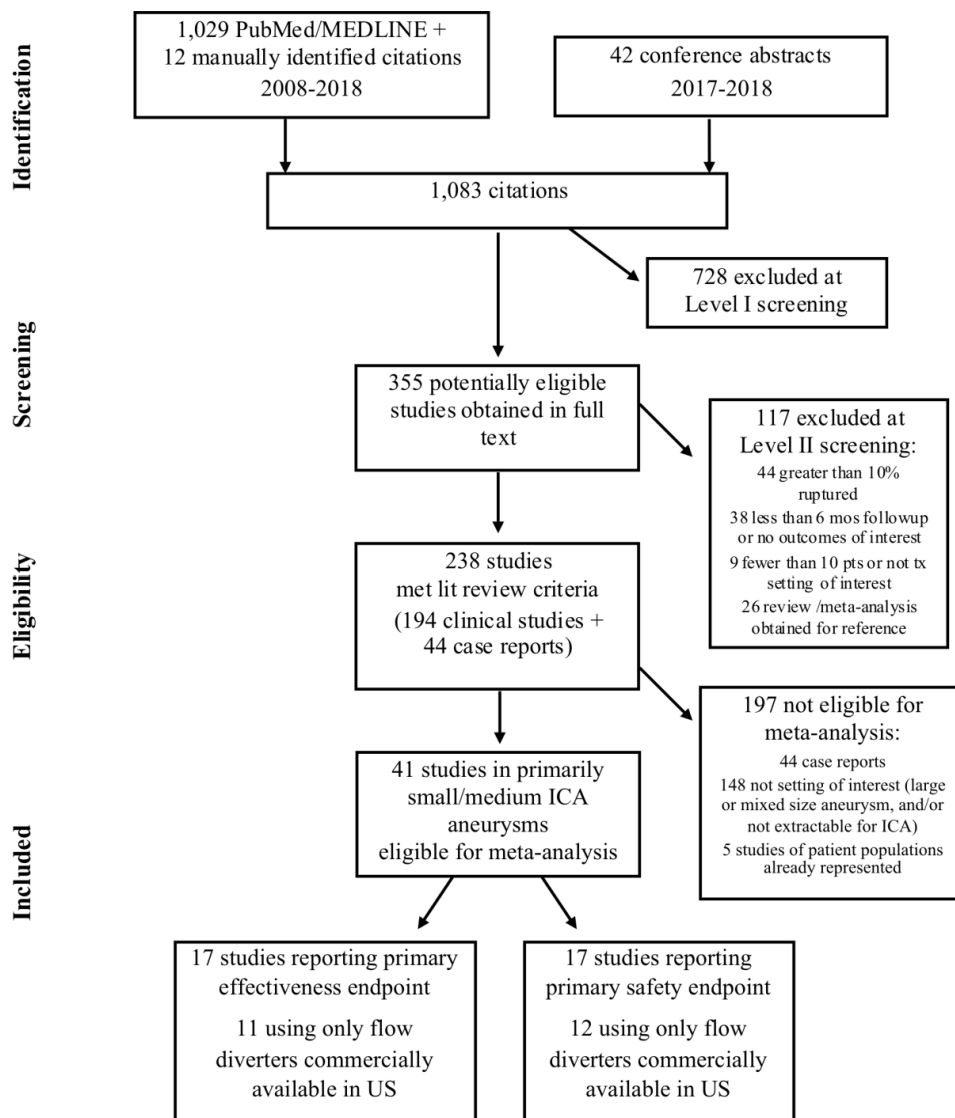 Identification
1,029 PubMed/MEDLINE +
12 manually identified citations
2008-2018
42 conference abstracts
2017-2018
1,083 citations
728 excluded at
Level I screening
Screening
355 potentially eligible
studies obtained in full
text
117 excluded at
Level II screening:
44 greater than 10%
ruptured
38 less than 6 mos followup
or no outcomes of interest
9 fewer than 10 pts or not tx
setting of interest
26 review /meta-analysis
obtained for reference
Eligibility
238 studies
met lit review criteria
(194 clinical studies +
44 case reports)
197 not eligible for
meta-analysis:
44 case reports
148 not setting of interest (large
or mixed size aneurysm, and/or
not extractable for ICA)
5 studies of patient populations
already represented
Included
41 studies in primarily
small/medium ICA
aneurysms
eligible for meta-analysis
17 studies reporting primary
effectiveness endpoint
11 using only flow
diverters commercially
available in US
17 studies reporting
primary safety endpoint
12 using only flow
diverters commercially
available in US